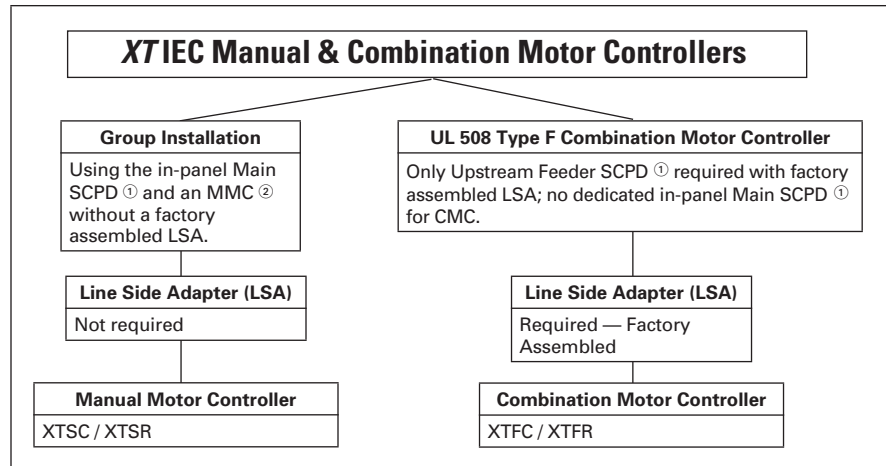 XT IEC Manual & Combination Motor Controllers
Group Installation
Using the in-panel Main
SCPD ① and an MMC ②
without a factory
assembled LSA.
UL 508 Type F Combination Motor Controller
Only Upstream Feeder SCPD ① required with factory
assembled LSA; no dedicated in-panel Main SCPD ①
for CMC.
Line Side Adapter (LSA)
Not required
Line Side Adapter (LSA)
Required — Factory
Assembled
Manual Motor Controller
XTSC / XTSR
Combination Motor Controller
XTFC / XTFR